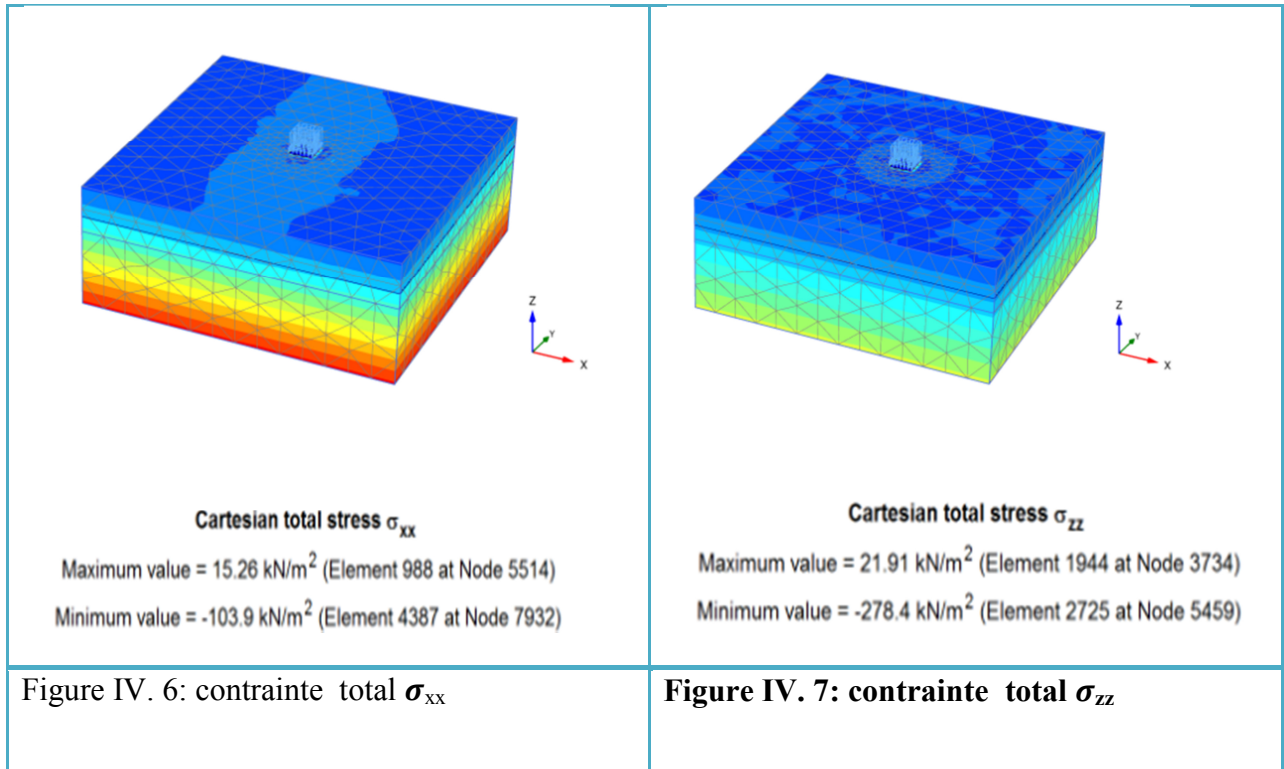 Z
Y
X
Cartesian total stress σxx
Maximum value = 15.26 kN/m² (Element 988 at Node 5514)
Minimum value = -103.9 kN/m² (Element 4387 at Node 7932)
Figure IV. 6: contrainte total σxx
Z
Y
X
Cartesian total stress σzz
Maximum value = 21.91 kN/m² (Element 1944 at Node 3734)
Minimum value = -278.4 kN/m² (Element 2725 at Node 5459)
Figure IV. 7: contrainte total σzz